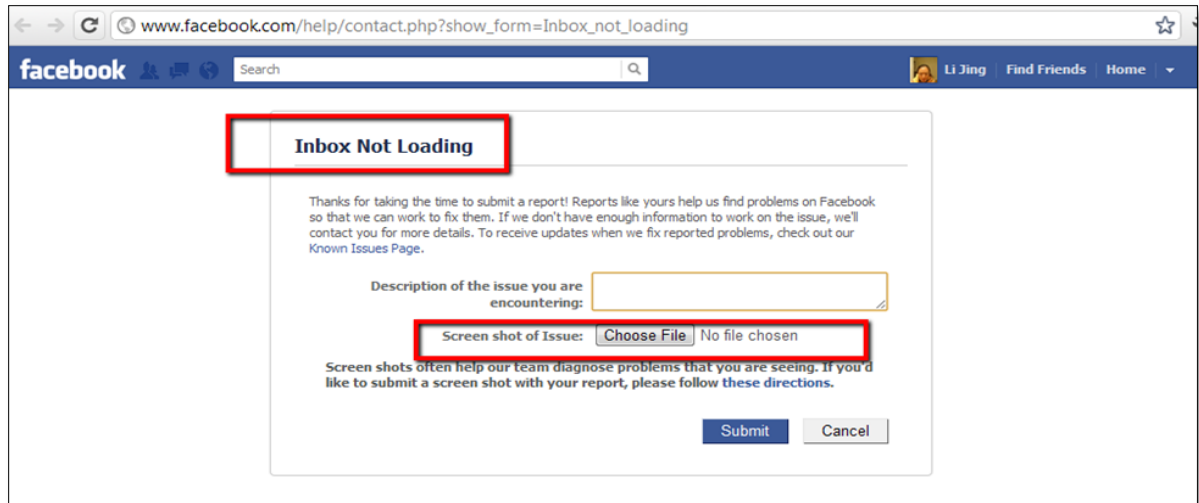 www.facebook.com/help/contact.php?show_form=Inbox_not_loading
facebook Search Li Jing Find Friends Home
Inbox Not Loading
Thanks for taking the time to submit a report! Reports like yours help us find problems on Facebook
so that we can work to fix them. If we don't have enough information to work on the issue, we'll
contact you for more details. To receive updates when we fix reported problems, check out our
Known Issues Page.
Description of the issue you are
encountering:
Screen shot of Issue: Choose File No file chosen
Screen shots often help our team diagnose problems that you are seeing. If you'd
like to submit a screen shot with your report, please follow these directions.
Submit Cancel